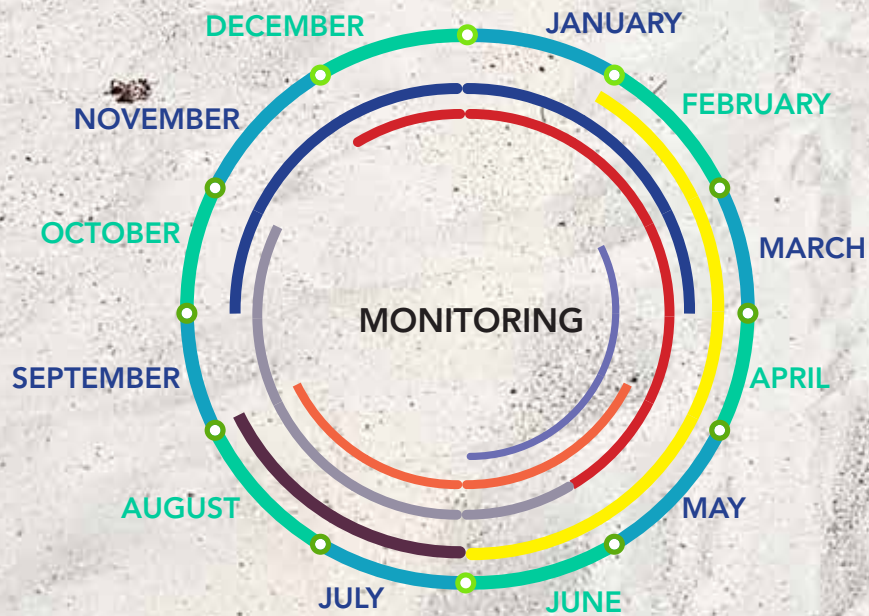 JANUARY
FEBRUARY
MARCH
APRIL
MAY
JUNE
JULY
AUGUST
SEPTEMBER
OCTOBER
NOVEMBER
DECEMBER
MONITORING